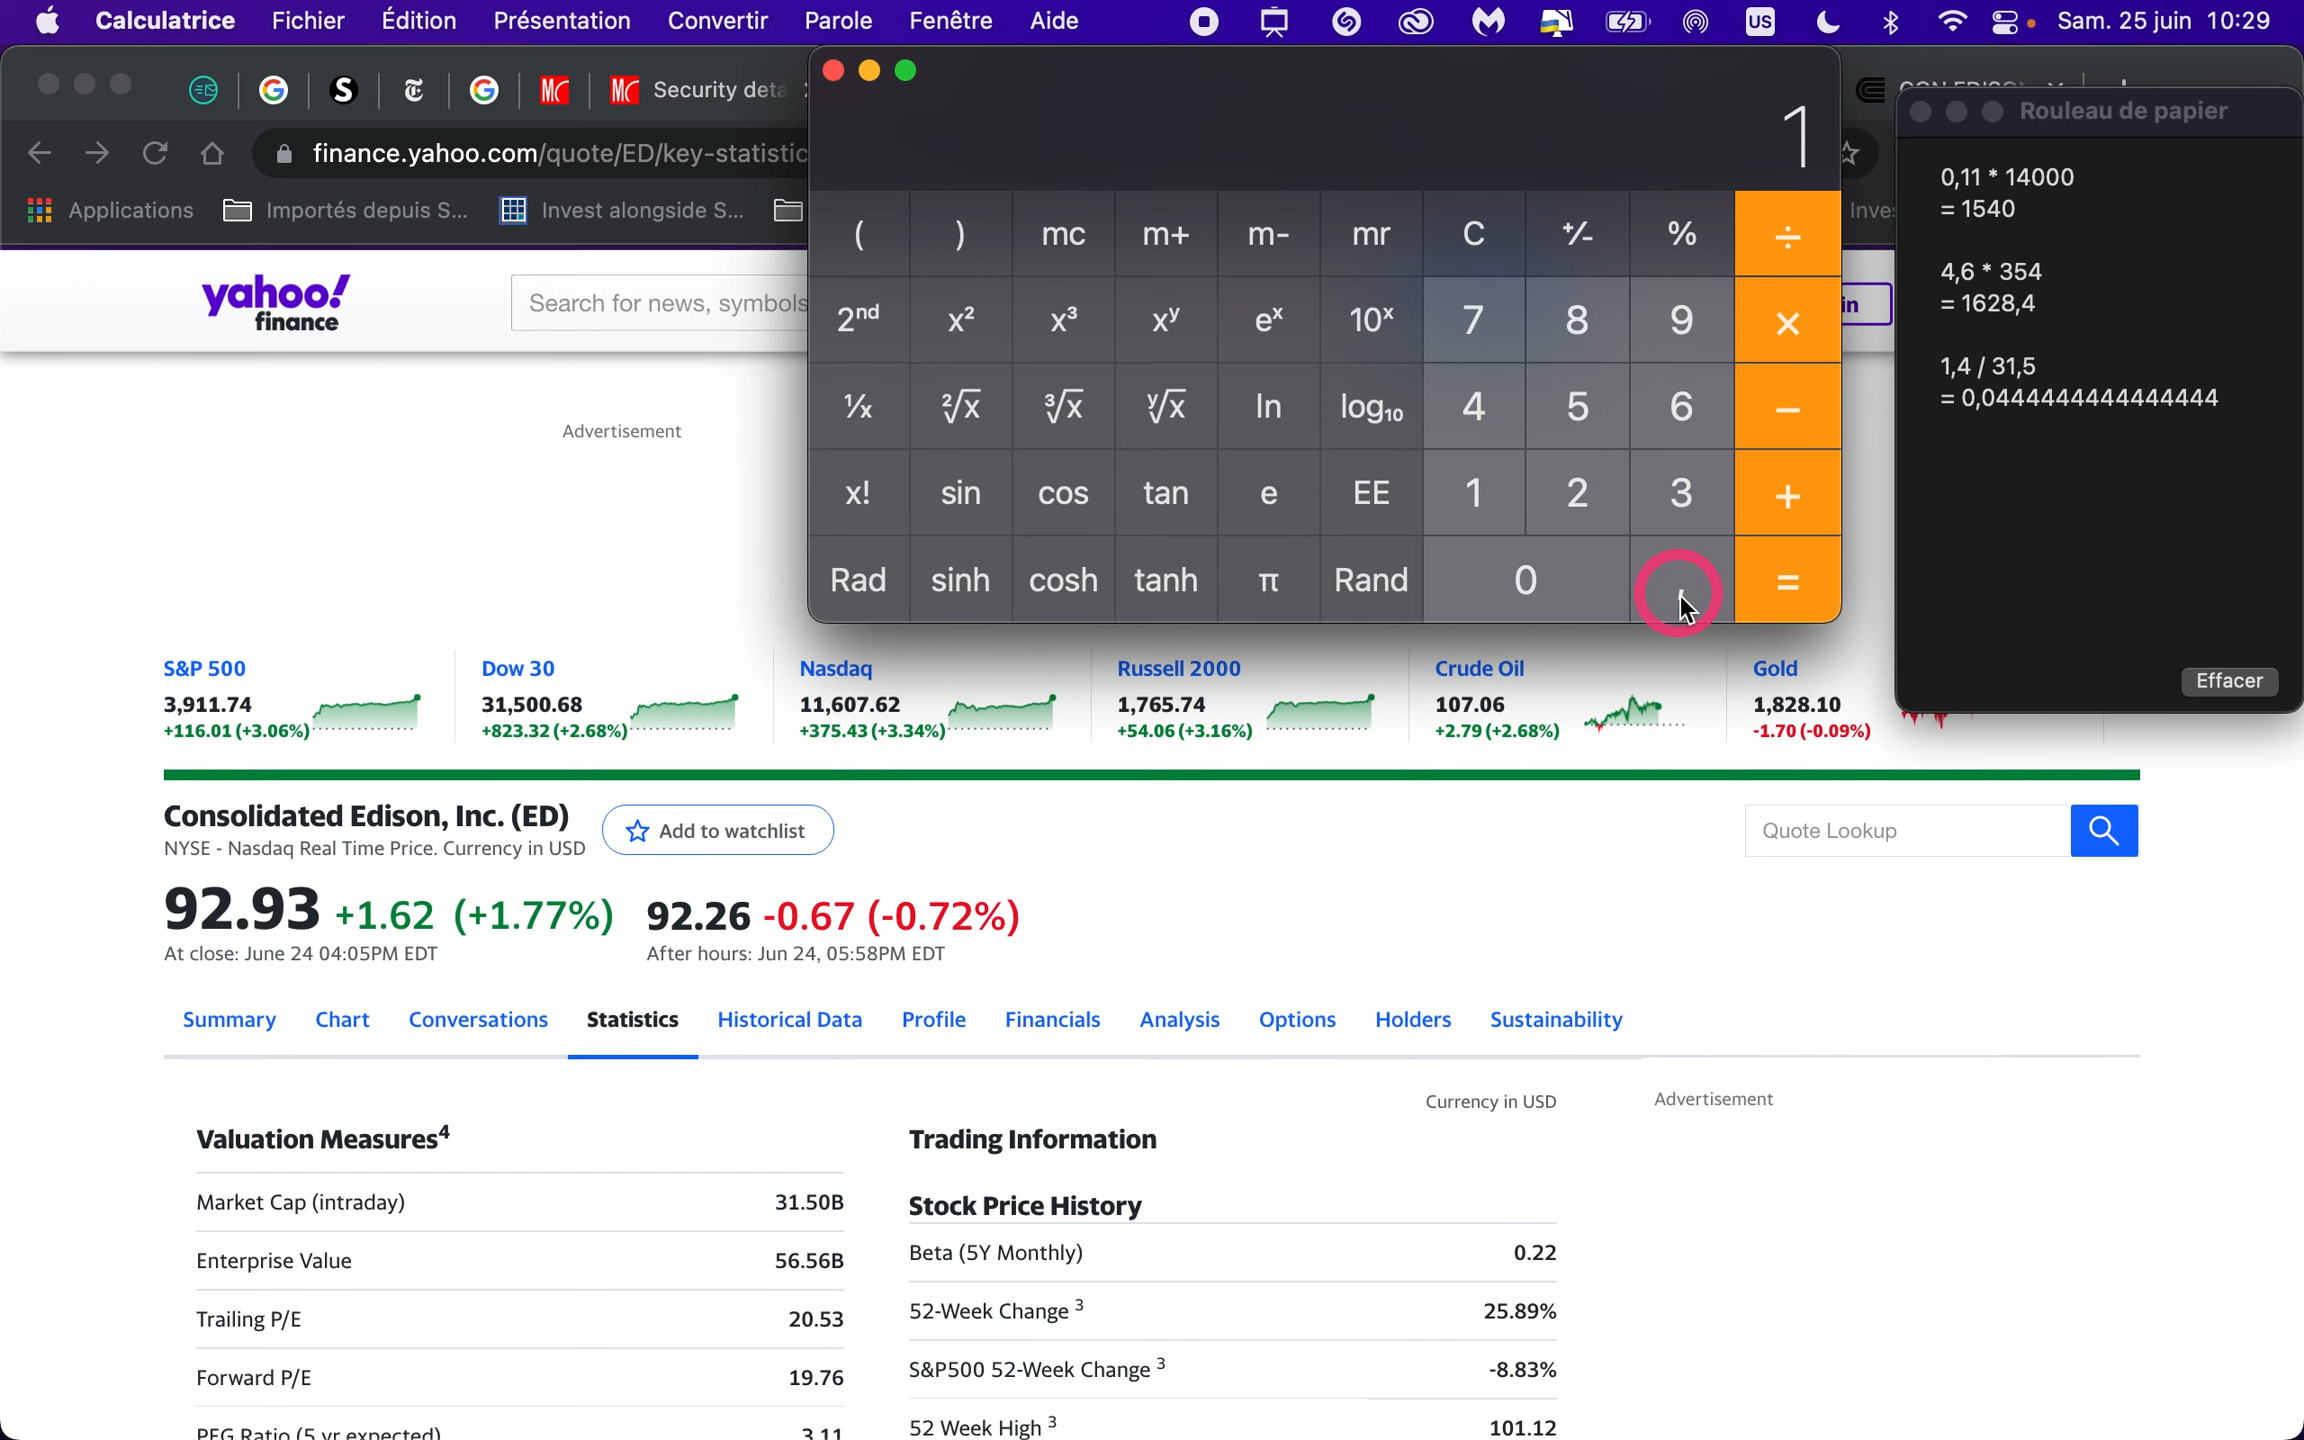 Calculatrice Fichier Édition Présentation Convertir Parole Fenêtre Aide US Sam. 25 juin 10:29
Security deta
finance.yahoo.com/quote/ED/key-statistic
Applications Importés depuis S... Invest alongside S...
yahoo!
finance
Search for news, symbols
1
( ) mc m+ m- mr C +/- % ÷
2nd x² x³ xʸ eˣ 10ˣ 7 8 9 ×
1/x ²√x ³√x ʸ√x ln log₁₀ 4 5 6 −
x! sin cos tan e EE 1 2 3 +
Rad sinh cosh tanh π Rand 0 , =
Rouleau de papier
0,11 * 14000
= 1540
4,6 * 354
= 1628,4
1,4 / 31,5
= 0,0444444444444444
Effacer
in
Advertisement
S&P 500
3,911.74
+116.01 (+3.06%)
Dow 30
31,500.68
+823.32 (+2.68%)
Nasdaq
11,607.62
+375.43 (+3.34%)
Russell 2000
1,765.74
+54.06 (+3.16%)
Crude Oil
107.06
+2.79 (+2.68%)
Gold
1,828.10
-1.70 (-0.09%)
Consolidated Edison, Inc. (ED)
NYSE - Nasdaq Real Time Price. Currency in USD
Add to watchlist
Quote Lookup
92.93 +1.62 (+1.77%)
At close: June 24 04:05PM EDT
92.26 -0.67 (-0.72%)
After hours: Jun 24, 05:58PM EDT
Summary Chart Conversations Statistics Historical Data Profile Financials Analysis Options Holders Sustainability
Currency in USD
Advertisement
Valuation Measures4
Market Cap (intraday) 31.50B
Enterprise Value 56.56B
Trailing P/E 20.53
Forward P/E 19.76
PEG Ratio (5 yr expected) 3.11
Trading Information
Stock Price History
Beta (5Y Monthly) 0.22
52-Week Change 3 25.89%
S&P500 52-Week Change 3 -8.83%
52 Week High 3 101.12